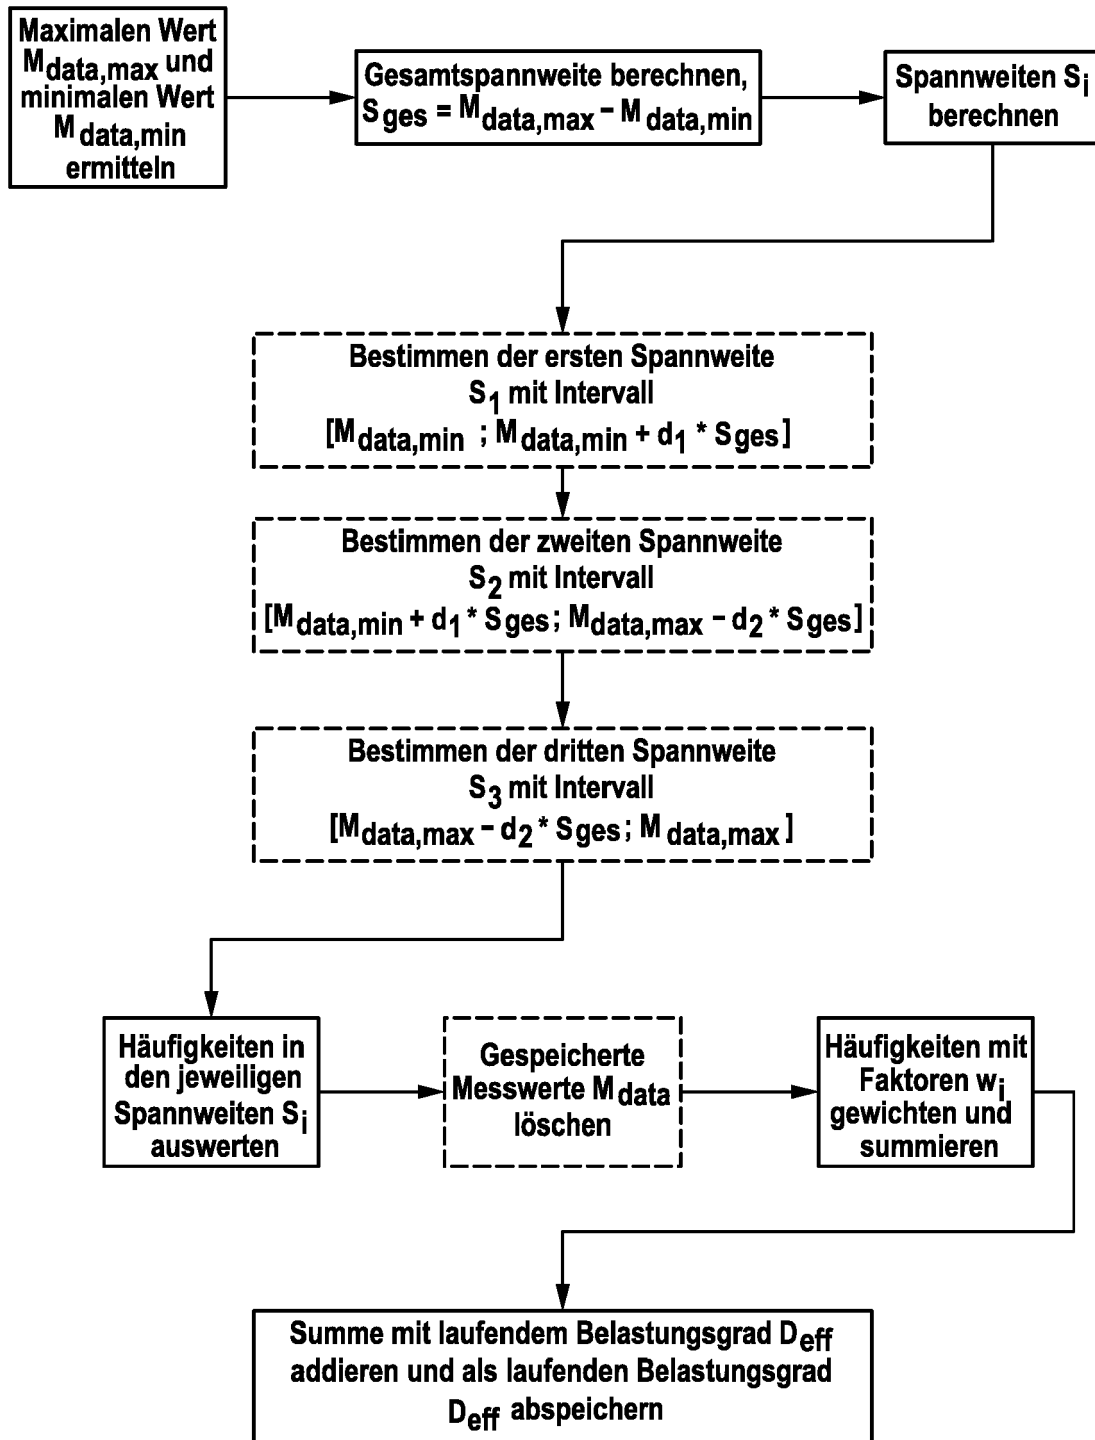 Maximalen Wert
Mdata,max und
minimalen Wert
Mdata,min
ermitteln
Gesamtspannweite berechnen,
Sges = Mdata,max – Mdata,min
Spannweiten Si
berechnen
Bestimmen der ersten Spannweite
S1 mit Intervall
[Mdata,min ; Mdata,min + d1 * Sges]
Bestimmen der zweiten Spannweite
S2 mit Intervall
[Mdata,min + d1 * Sges; Mdata,max – d2 * Sges]
Bestimmen der dritten Spannweite
S3 mit Intervall
[Mdata,max – d2 * Sges; Mdata,max]
Häufigkeiten in
den jeweiligen
Spannweiten Si
auswerten
Gespeicherte
Messwerte Mdata
löschen
Häufigkeiten mit
Faktoren wi
gewichten und
summieren
Summe mit laufendem Belastungsgrad Deff
addieren und als laufenden Belastungsgrad
Deff abspeichern